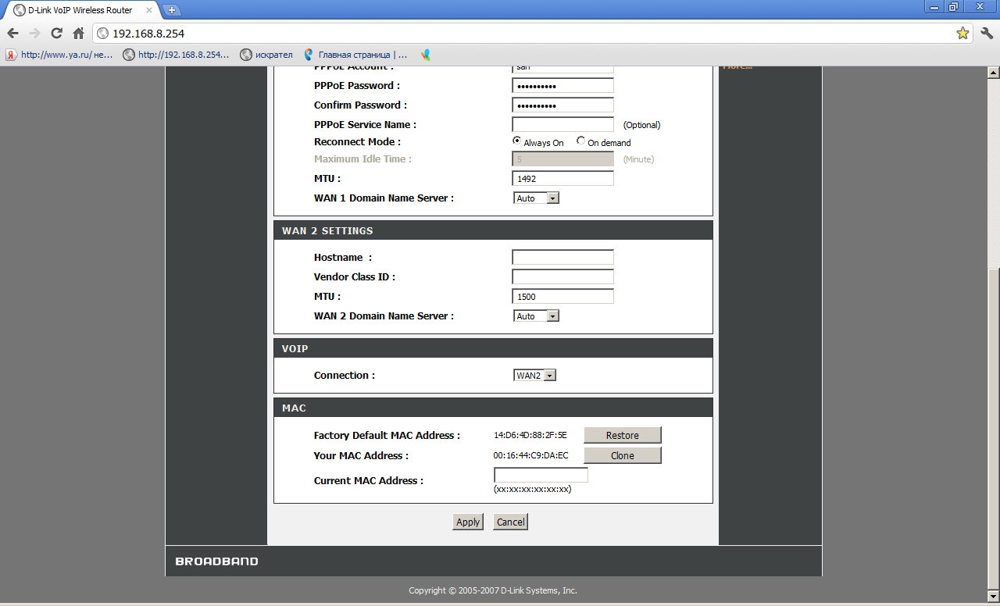 D-Link VoIP Wireless Router
192.168.8.254
http://www.ya.ru/ не... http://192.168.8.254... искрател Главная страница | ...
PPPoE Account : san
More...
PPPoE Password : ••••••••••
Confirm Password : ••••••••••
PPPoE Service Name : (Optional)
Reconnect Mode : Always On On demand
Maximum Idle Time : 5 (Minute)
MTU : 1492
WAN 1 Domain Name Server : Auto
WAN 2 SETTINGS
Hostname :
Vendor Class ID :
MTU : 1500
WAN 2 Domain Name Server : Auto
VOIP
Connection : WAN2
MAC
Factory Default MAC Address : 14:D6:4D:88:2F:5E Restore
Your MAC Address : 00:16:44:C9:DA:EC Clone
Current MAC Address :
(xx:xx:xx:xx:xx:xx)
Apply Cancel
BROADBAND
Copyright © 2005-2007 D-Link Systems, Inc.